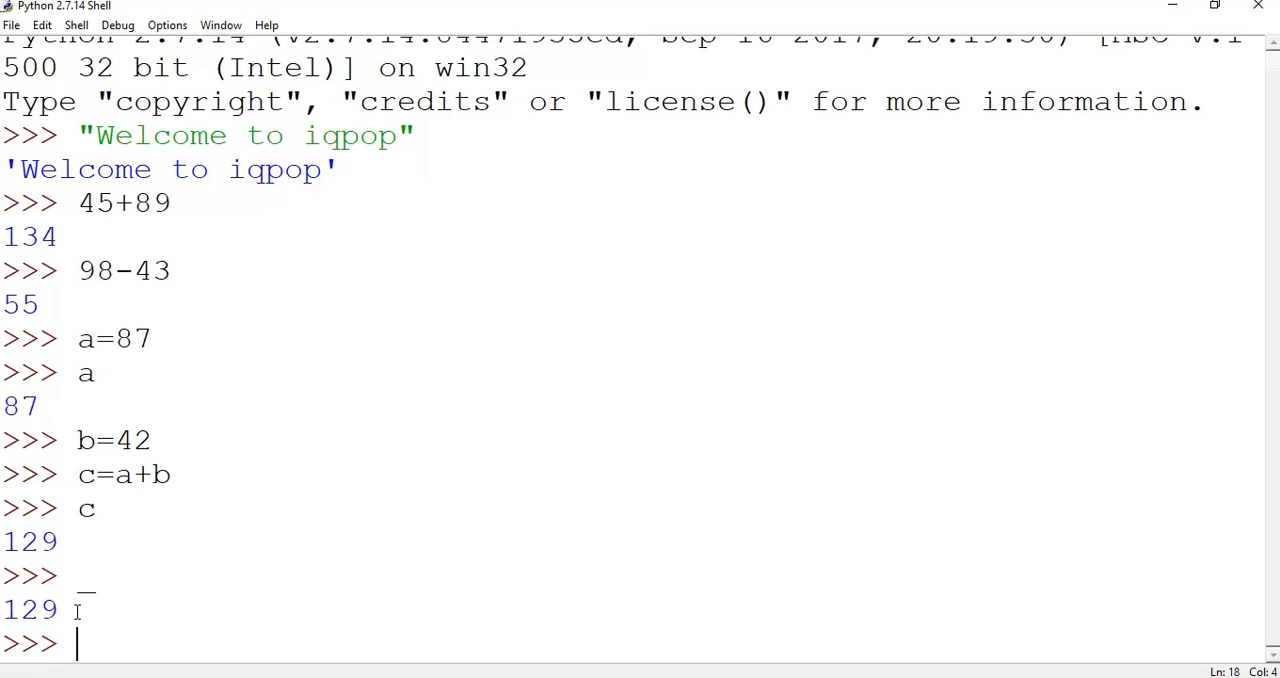 Python 2.7.14 Shell
File Edit Shell Debug Options Window Help
500 32 bit (Intel)] on win32
Type "copyright", "credits" or "license()" for more information.
>>> "Welcome to iqpop"
'Welcome to iqpop'
>>> 45+89
134
>>> 98-43
55
>>> a=87
>>> a
87
>>> b=42
>>> c=a+b
>>> c
129
>>> _
129
>>>
Ln: 18 Col: 4